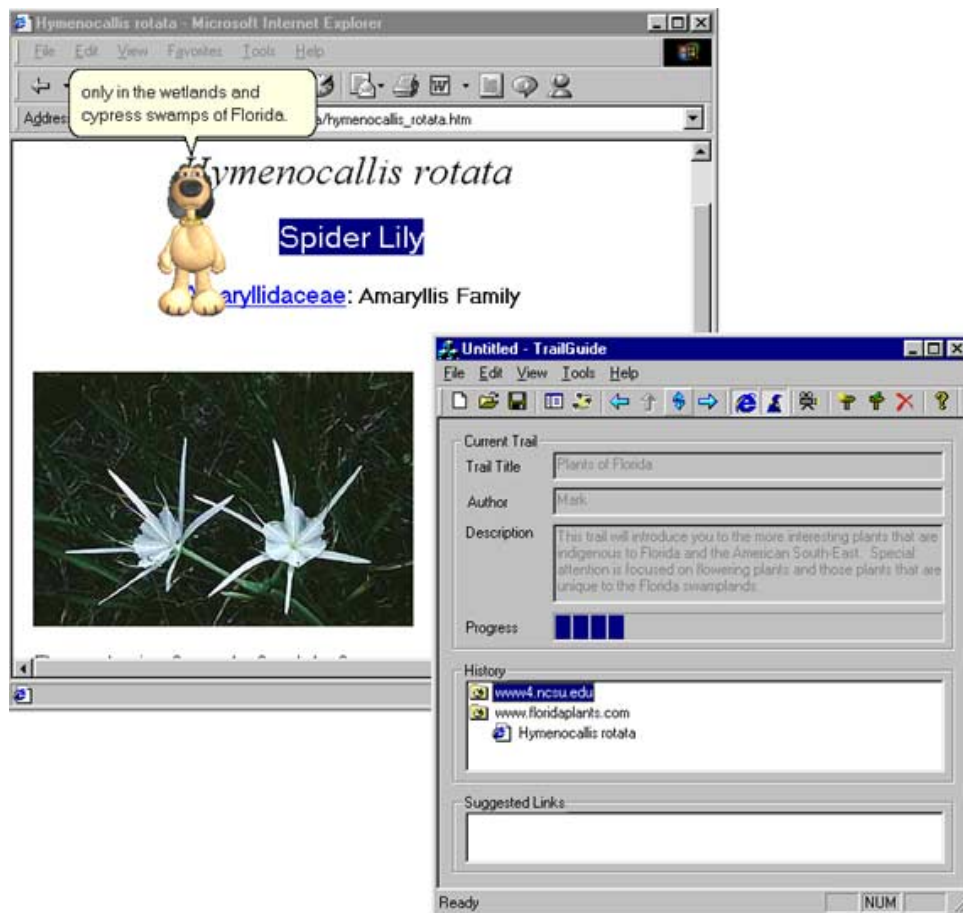 Hymenocallis rotata - Microsoft Internet Explorer
File Edit View Favorites Tools Help
only in the wetlands and
cypress swamps of Florida.
Addres a/hymenocallis_rotata.htm
Hymenocallis rotata
Spider Lily
aryllidaceae: Amaryllis Family
Untitled - TrailGuide
File Edit View Tools Help
Current Trail
Trail Title Plants of Florida
Author Mark
Description This trail will introduce you to the more interesting plants that are
indigenous to Florida and the American South-East. Special
attention is focused on flowering plants and those plants that are
unique to the Florida swamplands.
Progress
History
www4.ncsu.edu
www.floridaplants.com
Hymenocallis rotata
Suggested Links
Ready NUM